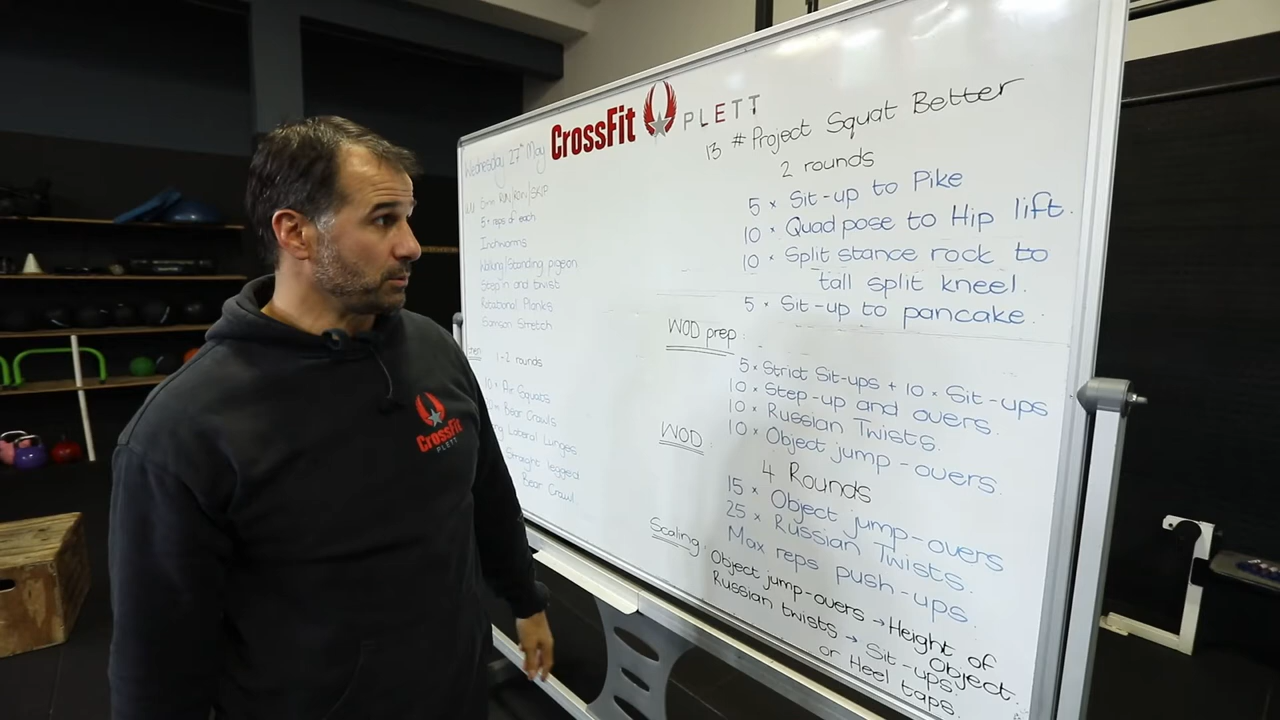 CrossFit PLETT
Wednesday 27th May
5min RUN/ROW/SKIP
5 × reps of each
Inchworms
Walking/Standing pigeon
Step in and twist
Rotational Planks
Samson Stretch
1-2 rounds
10 × Air Squats
Bear Crawls
Lateral Lunges
Straight legged
Bear Crawl.
13 # Project Squat Better
2 rounds
5 × Sit-up to Pike
10 × Quad pose to Hip lift.
10 × Split stance rock to
tall split kneel.
5 × Sit-up to pancake.
WOD prep:
5 × Strict Sit-ups + 10 × Sit-ups
10 × Step-up and overs.
10 × Russian Twists.
10 × Object jump-overs.
WOD:
4 Rounds
15 × Object jump-overs
25 × Russian Twists.
Max reps push-ups.
Scaling: Object jump-overs → Height of
Object.
Russian twists → Sit-ups.
or Heel taps.
CrossFit
PLETT